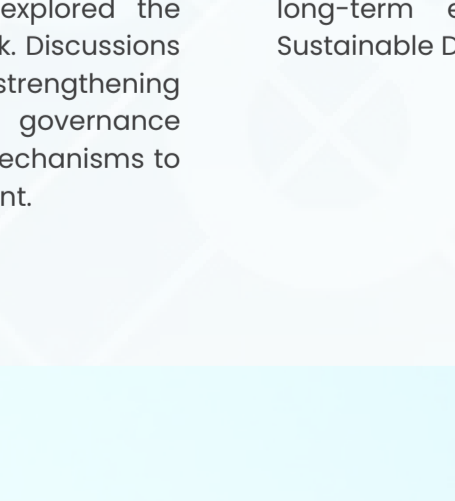 explored the
k. Discussions
strengthening
governance
echanisms to
nt.
long-term e
Sustainable D